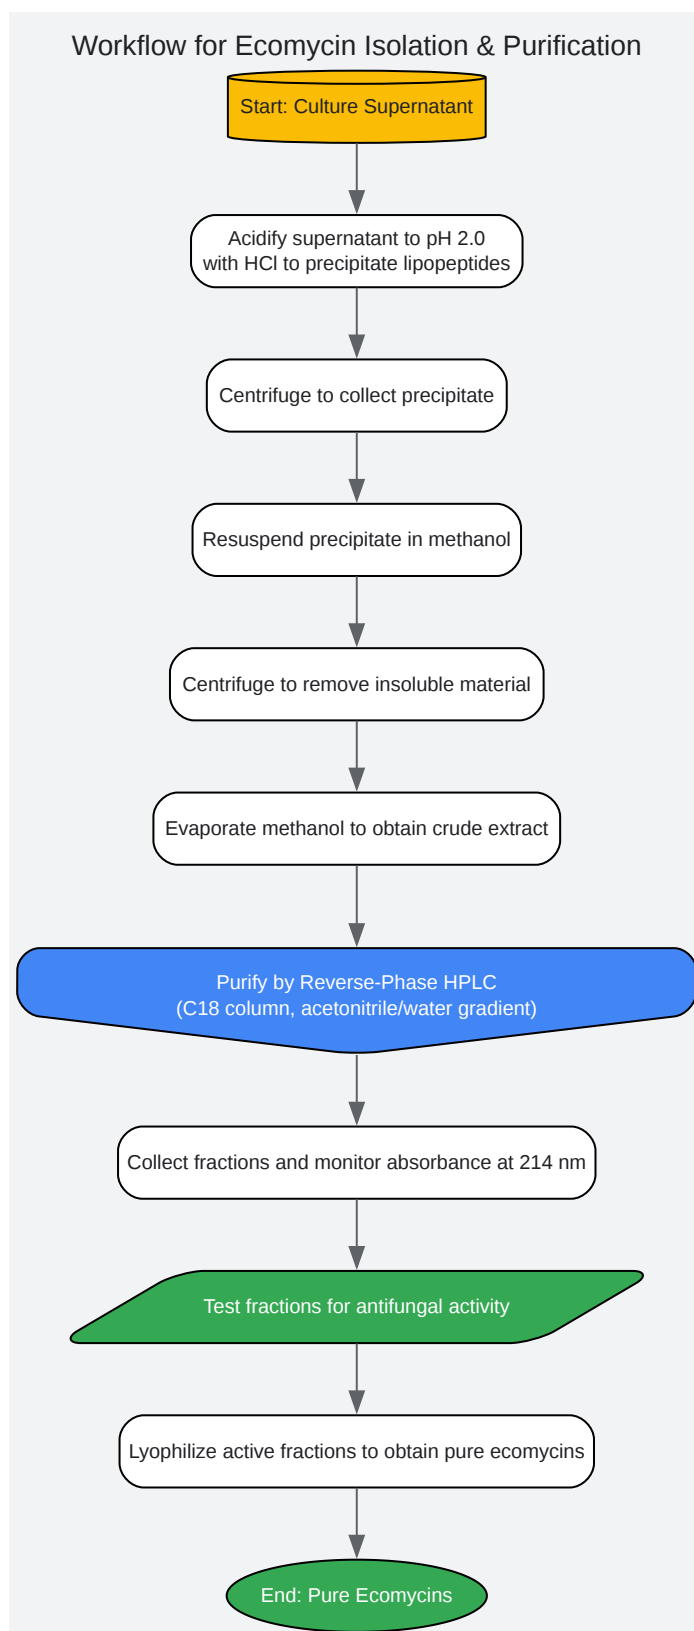 Workflow for Ecomycin Isolation & Purification
Start: Culture Supernatant
Acidify supernatant to pH 2.0
with HCl to precipitate lipopeptides
Centrifuge to collect precipitate
Resuspend precipitate in methanol
Centrifuge to remove insoluble material
Evaporate methanol to obtain crude extract
Purify by Reverse-Phase HPLC
(C18 column, acetonitrile/water gradient)
Collect fractions and monitor absorbance at 214 nm
Test fractions for antifungal activity
Lyophilize active fractions to obtain pure ecomycins
End: Pure Ecomycins